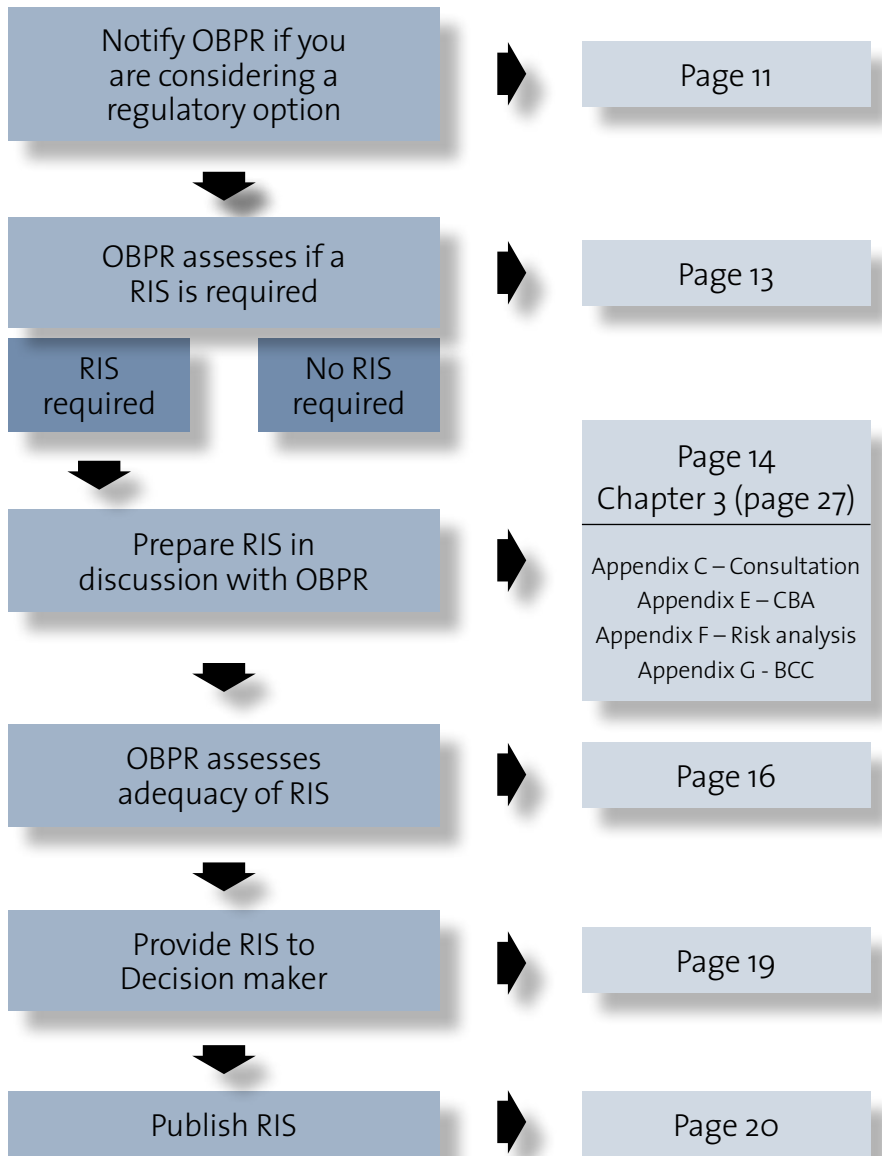 Notify OBPR if you
are considering a
regulatory option
Page 11
OBPR assesses if a
RIS is required
Page 13
RIS
required
No RIS
required
Prepare RIS in
discussion with OBPR
Page 14
Chapter 3 (page 27)
Appendix C – Consultation
Appendix E – CBA
Appendix F – Risk analysis
Appendix G - BCC
OBPR assesses
adequacy of RIS
Page 16
Provide RIS to
Decision maker
Page 19
Publish RIS
Page 20